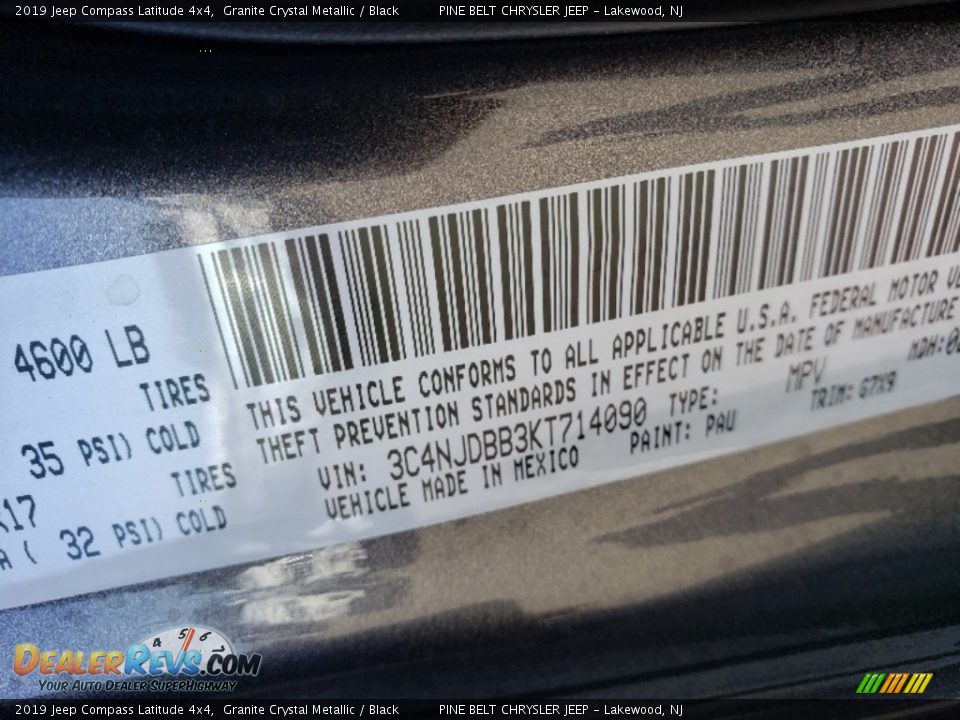 2019 Jeep Compass Latitude 4x4, Granite Crystal Metallic / Black PINE BELT CHRYSLER JEEP – Lakewood, NJ
4600 LB
TIRES
35 PSI) COLD
TIRES
32 PSI) COLD
THIS VEHICLE CONFORMS TO ALL APPLICABLE U.S.A. FEDERAL MOTOR
THEFT PREVENTION STANDARDS IN EFFECT ON THE DATE OF MANUFACTURE
VIN: 3C4NJDBB3KT714090 TYPE: MPV MDH:
VEHICLE MADE IN MEXICO PAINT: PAU TRIM: G7X9
4 5 6
DEALERREVS.COM
YOUR AUTO DEALER SUPERHIGHWAY
2019 Jeep Compass Latitude 4x4, Granite Crystal Metallic / Black PINE BELT CHRYSLER JEEP – Lakewood, NJ